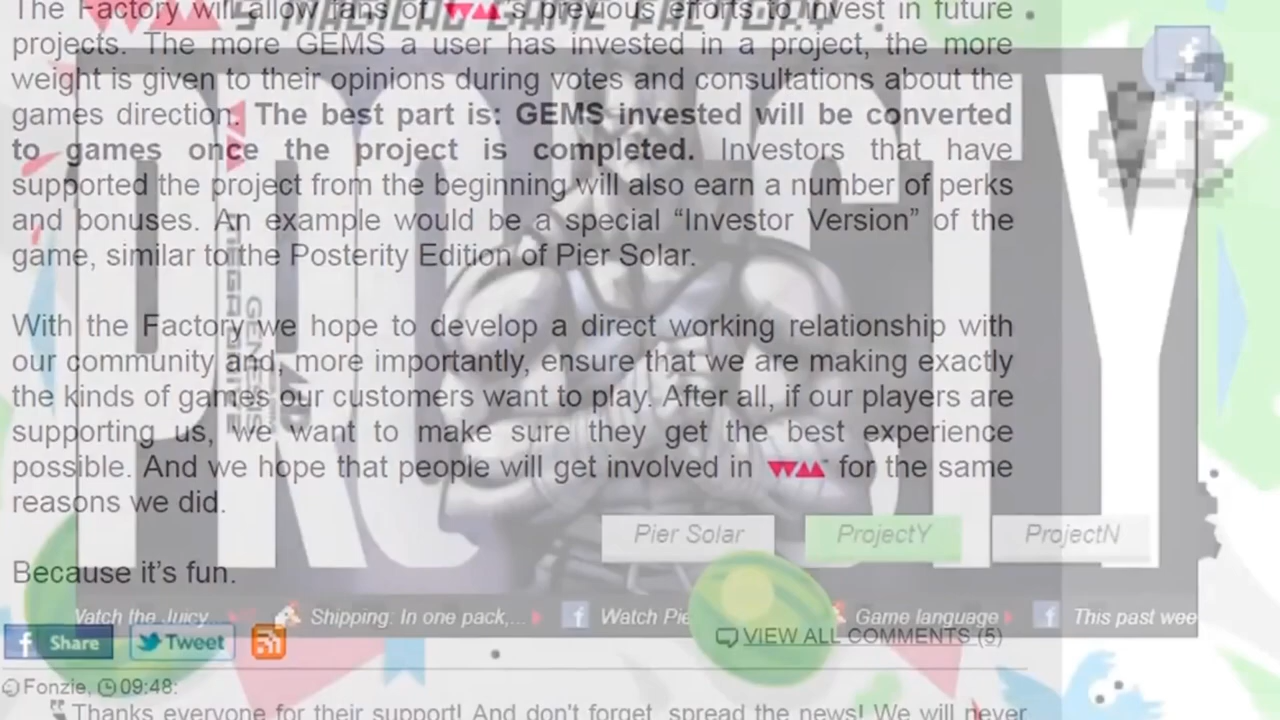 'S MAGICAL GAME FACTORY
The Factory will allow fans of WM's previous efforts to invest in future
projects. The more GEMS a user has invested in a project, the more
weight is given to their opinions during votes and consultations about the
games direction. The best part is: GEMS invested will be converted
to games once the project is completed. Investors that have
supported the project from the beginning will also earn a number of perks
and bonuses. An example would be a special “Investor Version” of the
game, similar to the Posterity Edition of Pier Solar.
With the Factory we hope to develop a direct working relationship with
our community and, more importantly, ensure that we are making exactly
the kinds of games our customers want to play. After all, if our players are
supporting us, we want to make sure they get the best experience
possible. And we hope that people will get involved in WM for the same
reasons we did.
Pier Solar ProjectY ProjectN
Because it's fun.
Watch the Juicy... Shipping: In one pack,... Watch Pie Game language This past wee
Share Tweet VIEW ALL COMMENTS (5)
Fonzie, 09:48:
Thanks everyone for their support! And don't forget, spread the news! We will never